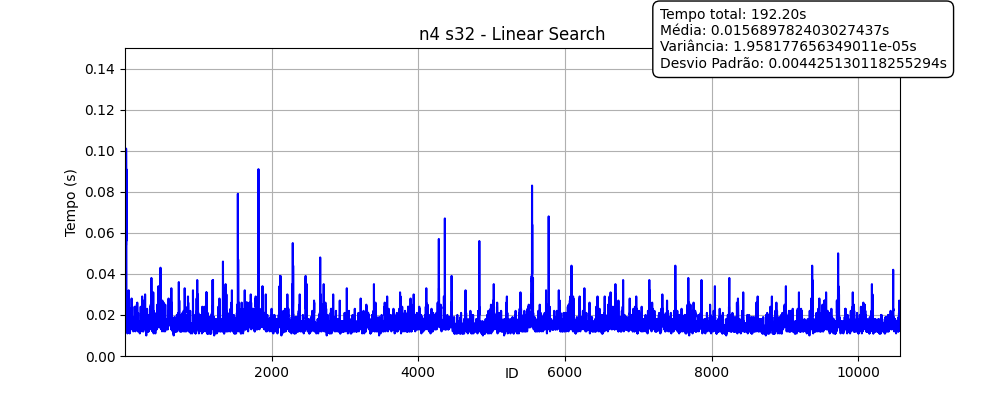 n4 s32 - Linear Search
Tempo total: 192.20s
Média: 0.015689782403027437s
Variância: 1.958177656349011e-05s
Desvio Padrão: 0.004425130118255294s
0.14
0.12
0.10
0.08
0.06
0.04
0.02
0.00
Tempo (s)
2000
4000
6000
8000
10000
ID